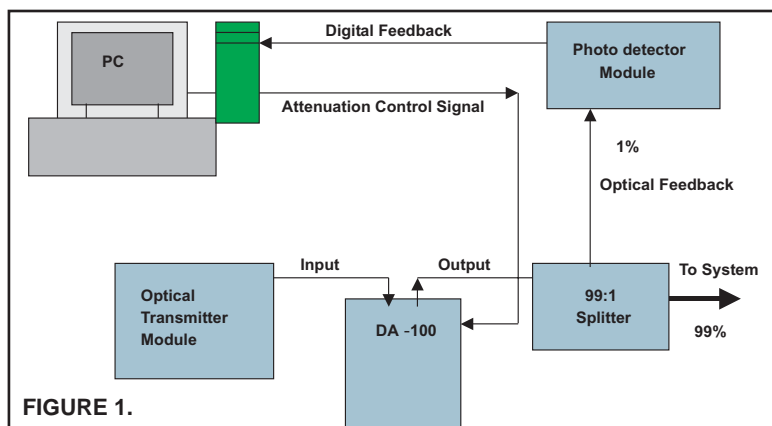 Digital Feedback
PC
Photo detector
Module
Attenuation Control Signal
1%
Optical Feedback
Input
Output
To System
Optical
Transmitter
Module
DA -100
99:1
Splitter
99%
FIGURE 1.